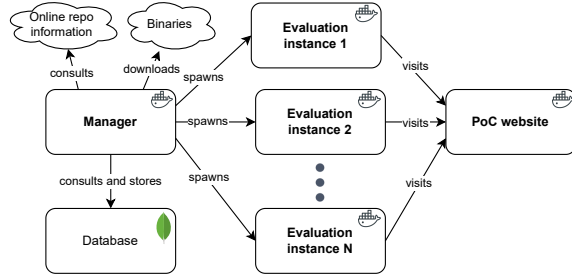 Online repo
information
Binaries
Evaluation
instance 1
consults
downloads
spawns
visits
Manager
spawns
Evaluation
instance 2
visits
PoC website
consults and stores
spawns
visits
Database
Evaluation
instance N